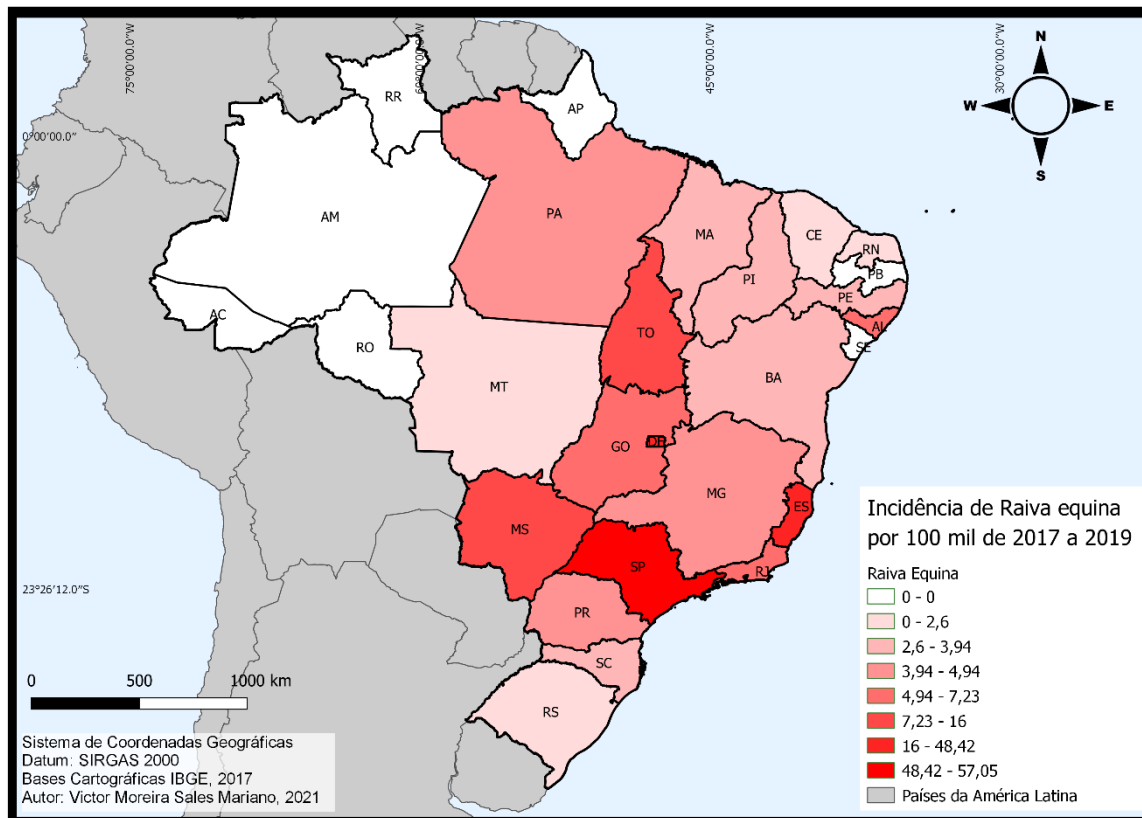 75°00'00.0"W
60°00'00.0"W
45°00'00.0"W
30°00'00.0"W
N
W
E
S
0°00'00.0"
23°26'12.0"S
RR
AP
AM
PA
MA
CE
RN
PB
PI
PE
AL
SE
AC
RO
TO
BA
MT
GO
DF
MG
ES
MS
SP
RJ
PR
SC
RS
Incidência de Raiva equina
por 100 mil de 2017 a 2019
Raiva Equina
0 - 0
0 - 2,6
2,6 - 3,94
3,94 - 4,94
4,94 - 7,23
7,23 - 16
16 - 48,42
48,42 - 57,05
Países da América Latina
0 500 1000 km
Sistema de Coordenadas Geográficas
Datum: SIRGAS 2000
Bases Cartográficas IBGE, 2017
Autor: Victor Moreira Sales Mariano, 2021